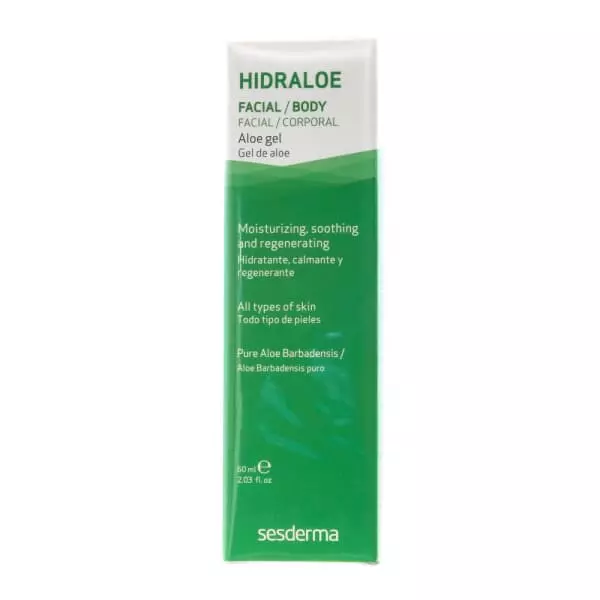 HIDRALOE
FACIAL / BODY
FACIAL / CORPORAL
Aloe gel
Gel de aloe
Moisturizing, soothing
and regenerating
Hidratante, calmante y
regenerante
All types of skin
Todo tipo de pieles
Pure Aloe Barbadensis /
Aloe Barbadensis puro
60 ml ℮
2.03 fl. oz
sesderma